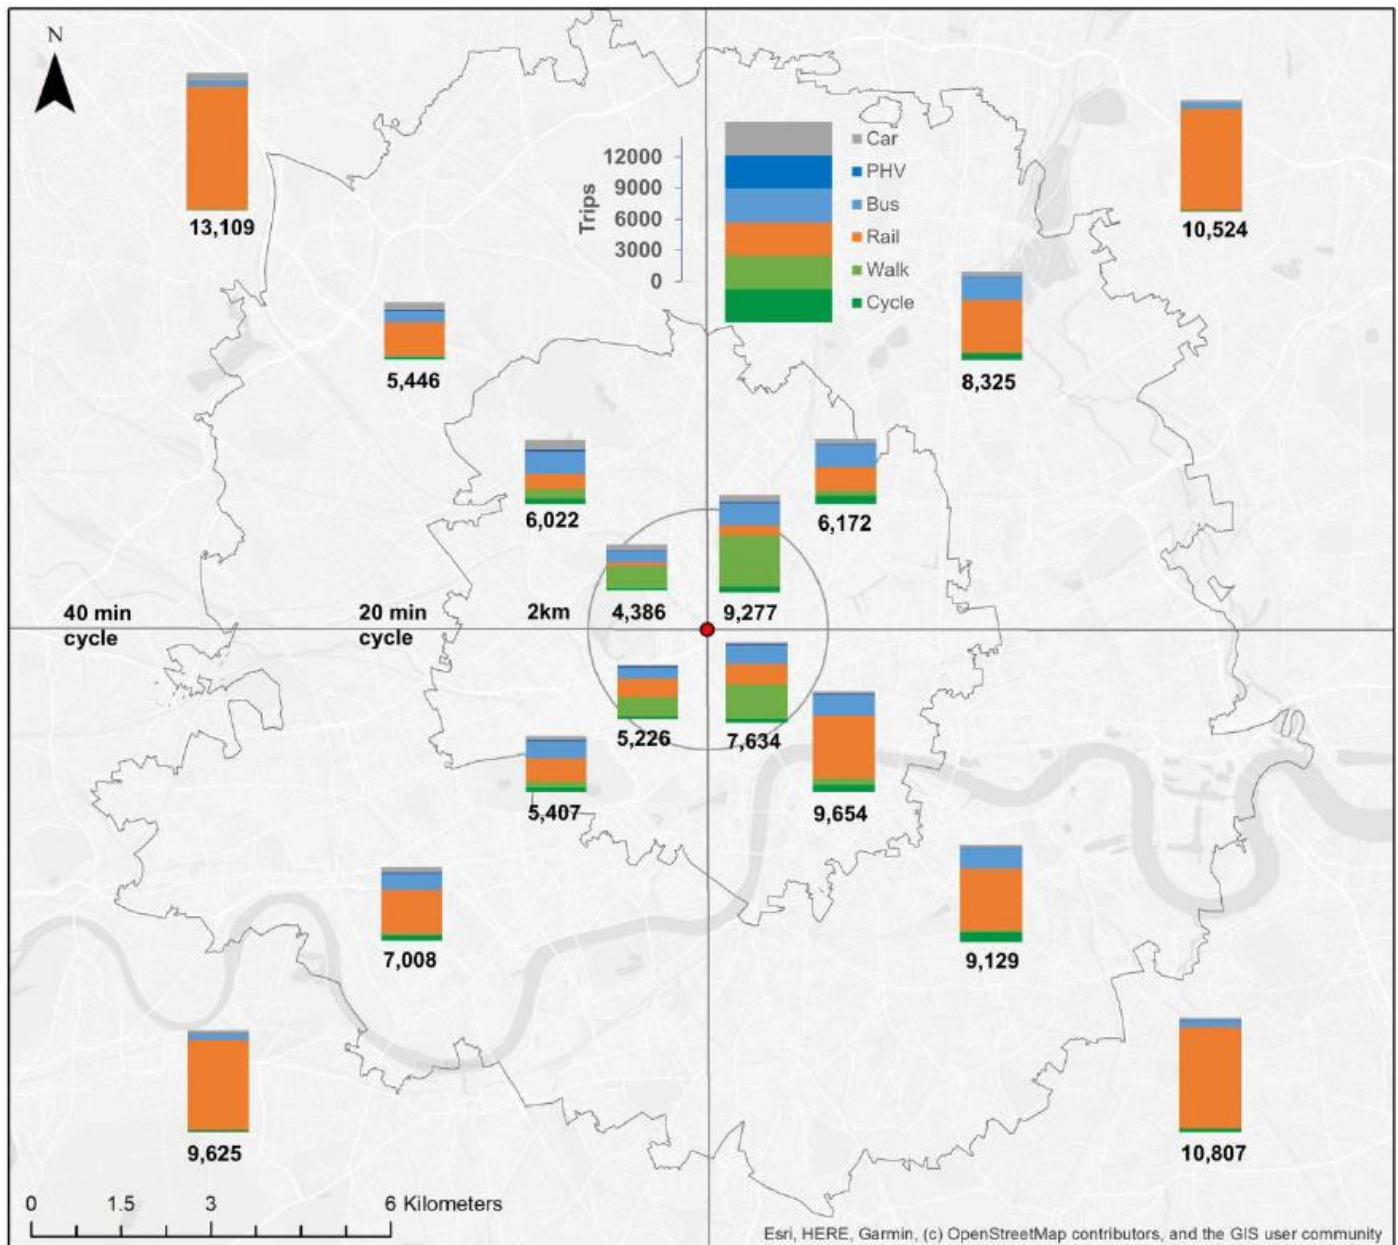 N
13,109
10,524
Trips
12000
9000
6000
3000
0
Car
PHV
Bus
Rail
Walk
Cycle
5,446
8,325
6,022
6,172
4,386
9,277
40 min
cycle
20 min
cycle
2km
5,226
7,634
5,407
9,654
7,008
9,129
9,625
10,807
0 1.5 3 6 Kilometers
Esri, HERE, Garmin, (c) OpenStreetMap contributors, and the GIS user community